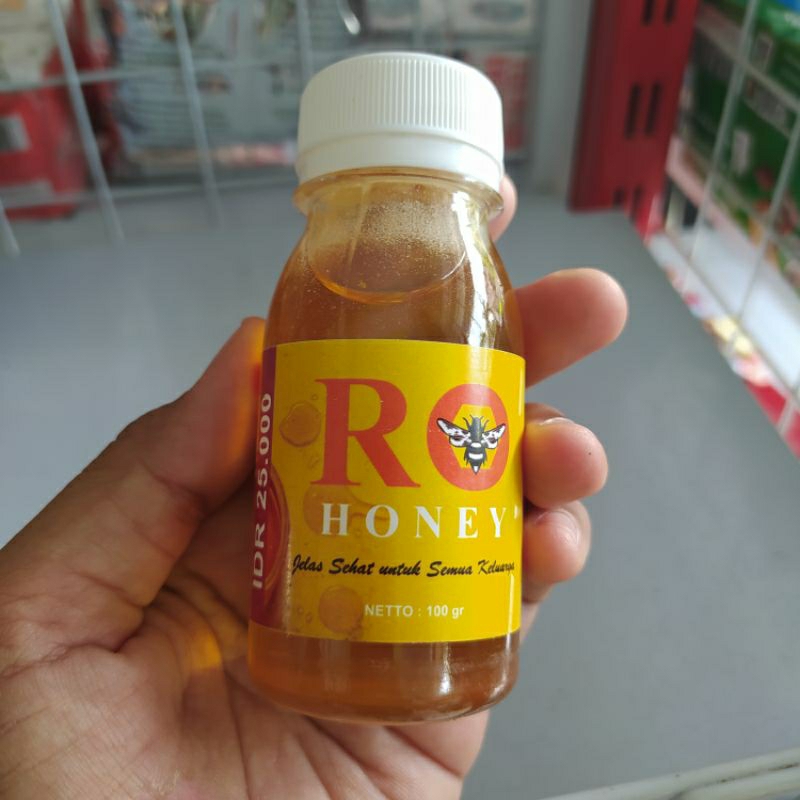 RO
HONEY
Jelas Sehat untuk Semua Keluarga
NETTO : 100 gr
IDR 25.000